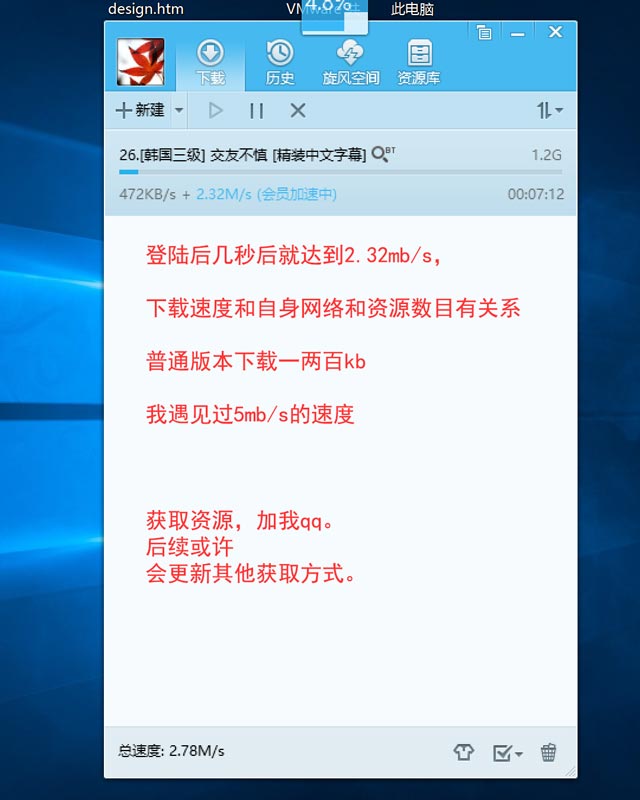 design.htm
此电脑
下载
历史
旋风空间
资源库
新建
26.[韩国三级] 交友不慎 [精装中文字幕]
BT
1.2G
472KB/s + 2.32M/s (会员加速中)
00:07:12
登陆后几秒后就达到2.32mb/s,
下载速度和自身网络和资源数目有关系
普通版本下载一两百kb
我遇见过5mb/s的速度
获取资源，加我qq。
后续或许
会更新其他获取方式。
总速度: 2.78M/s